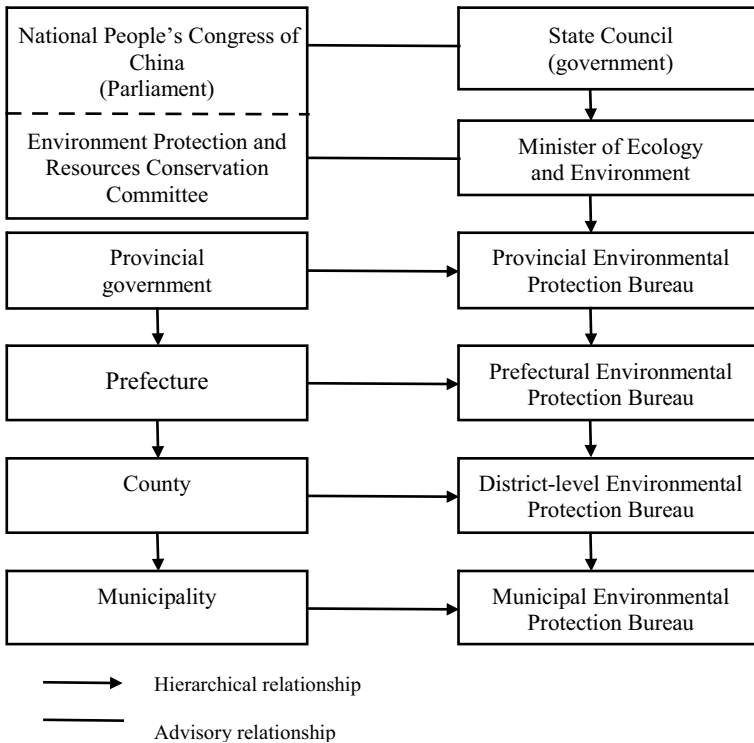 National People’s Congress of
China
(Parliament)
State Council
(government)
Environment Protection and
Resources Conservation
Committee
Minister of Ecology
and Environment
Provincial
government
Provincial Environmental
Protection Bureau
Prefecture
Prefectural Environmental
Protection Bureau
County
District-level Environmental
Protection Bureau
Municipality
Municipal Environmental
Protection Bureau
Hierarchical relationship
Advisory relationship